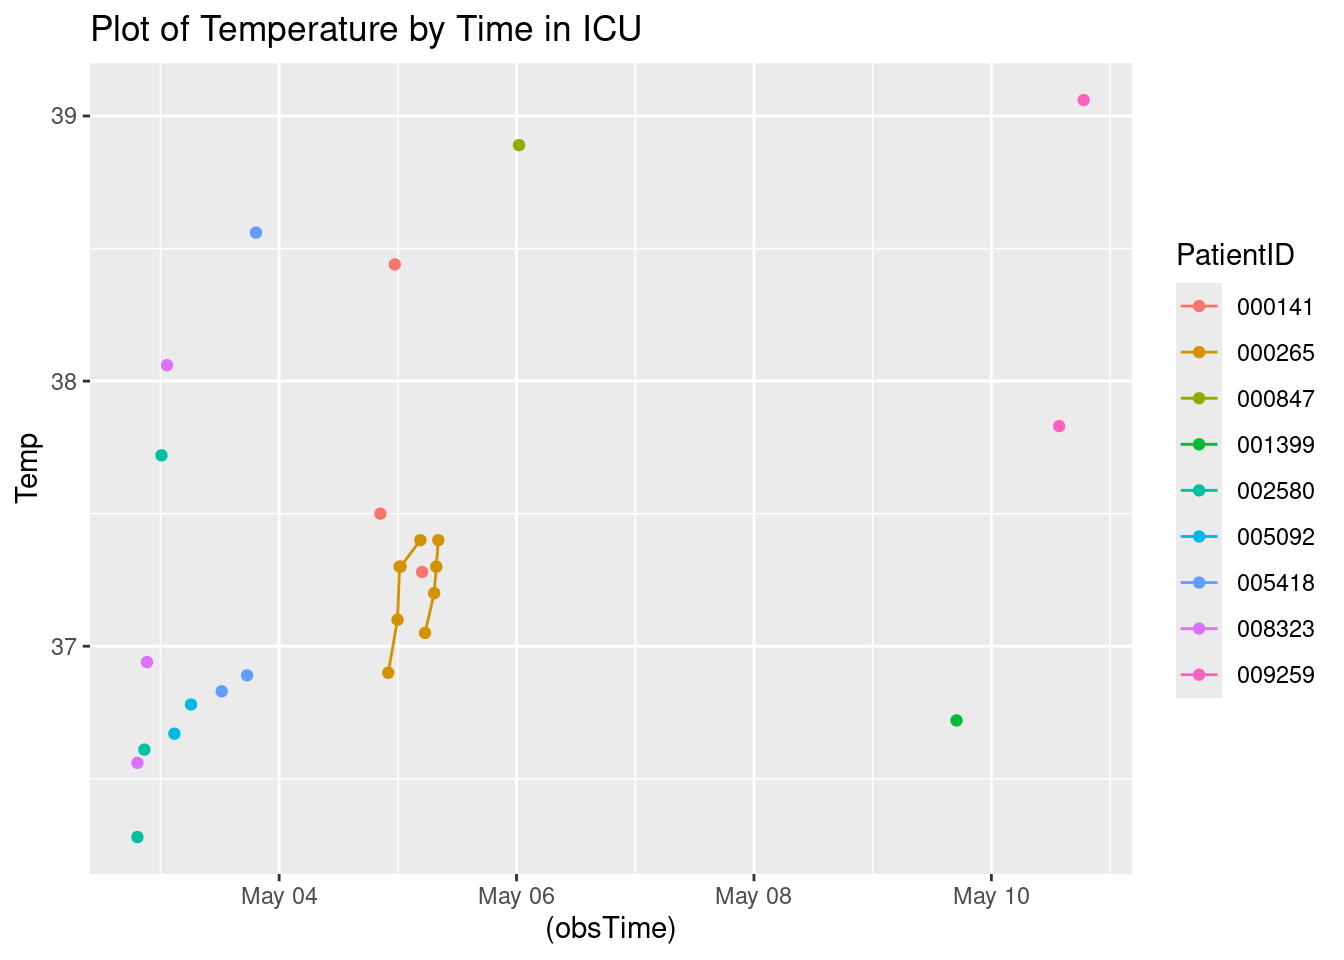 Plot of Temperature by Time in ICU
39
38
37
Temp
May 04 May 06 May 08 May 10
(obsTime)
PatientID
000141
000265
000847
001399
002580
005092
005418
008323
009259